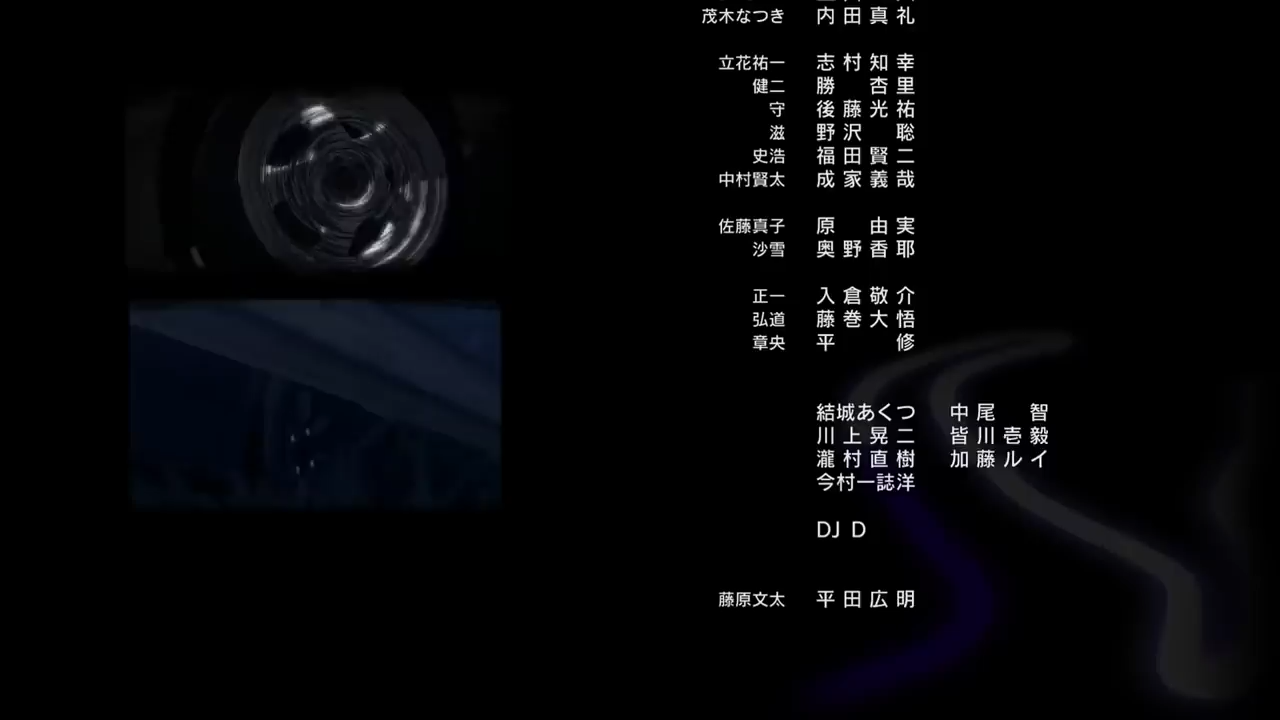 茂木なつき 内田真礼
立花祐一 志村知幸
健二 勝 杏里
守 後藤光祐
滋 野沢 聡
史浩 福田賢二
中村賢太 成家義哉
佐藤真子 原 由実
沙雪 奥野香耶
正一 入倉敬介
弘道 藤巻大悟
章央 平 修
結城あくつ 中尾 智
川上晃二 皆川壱毅
瀧村直樹 加藤ルイ
今村一誌洋
DJ D
藤原文太 平田広明